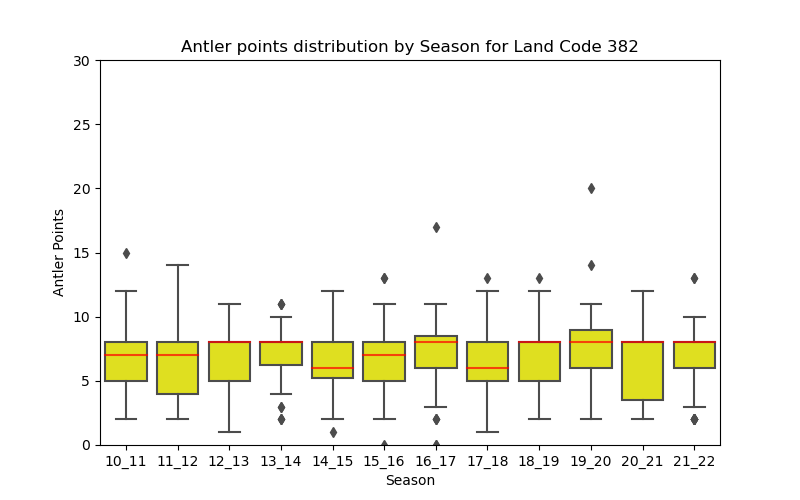 Antler points distribution by Season for Land Code 382
30
25
20
15
10
5
0
Antler Points
10_11 11_12 12_13 13_14 14_15 15_16 16_17 17_18 18_19 19_20 20_21 21_22
Season